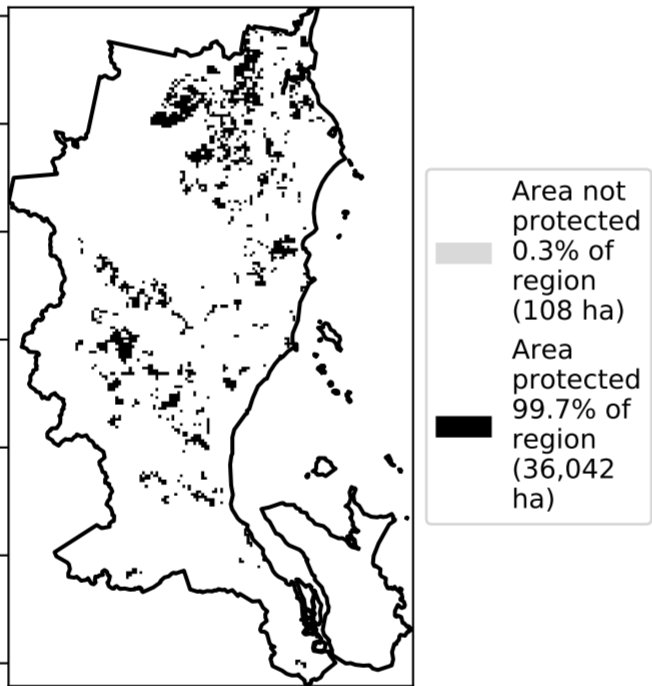 Area not
protected
0.3% of
region
(108 ha)
Area
protected
99.7% of
region
(36,042
ha)